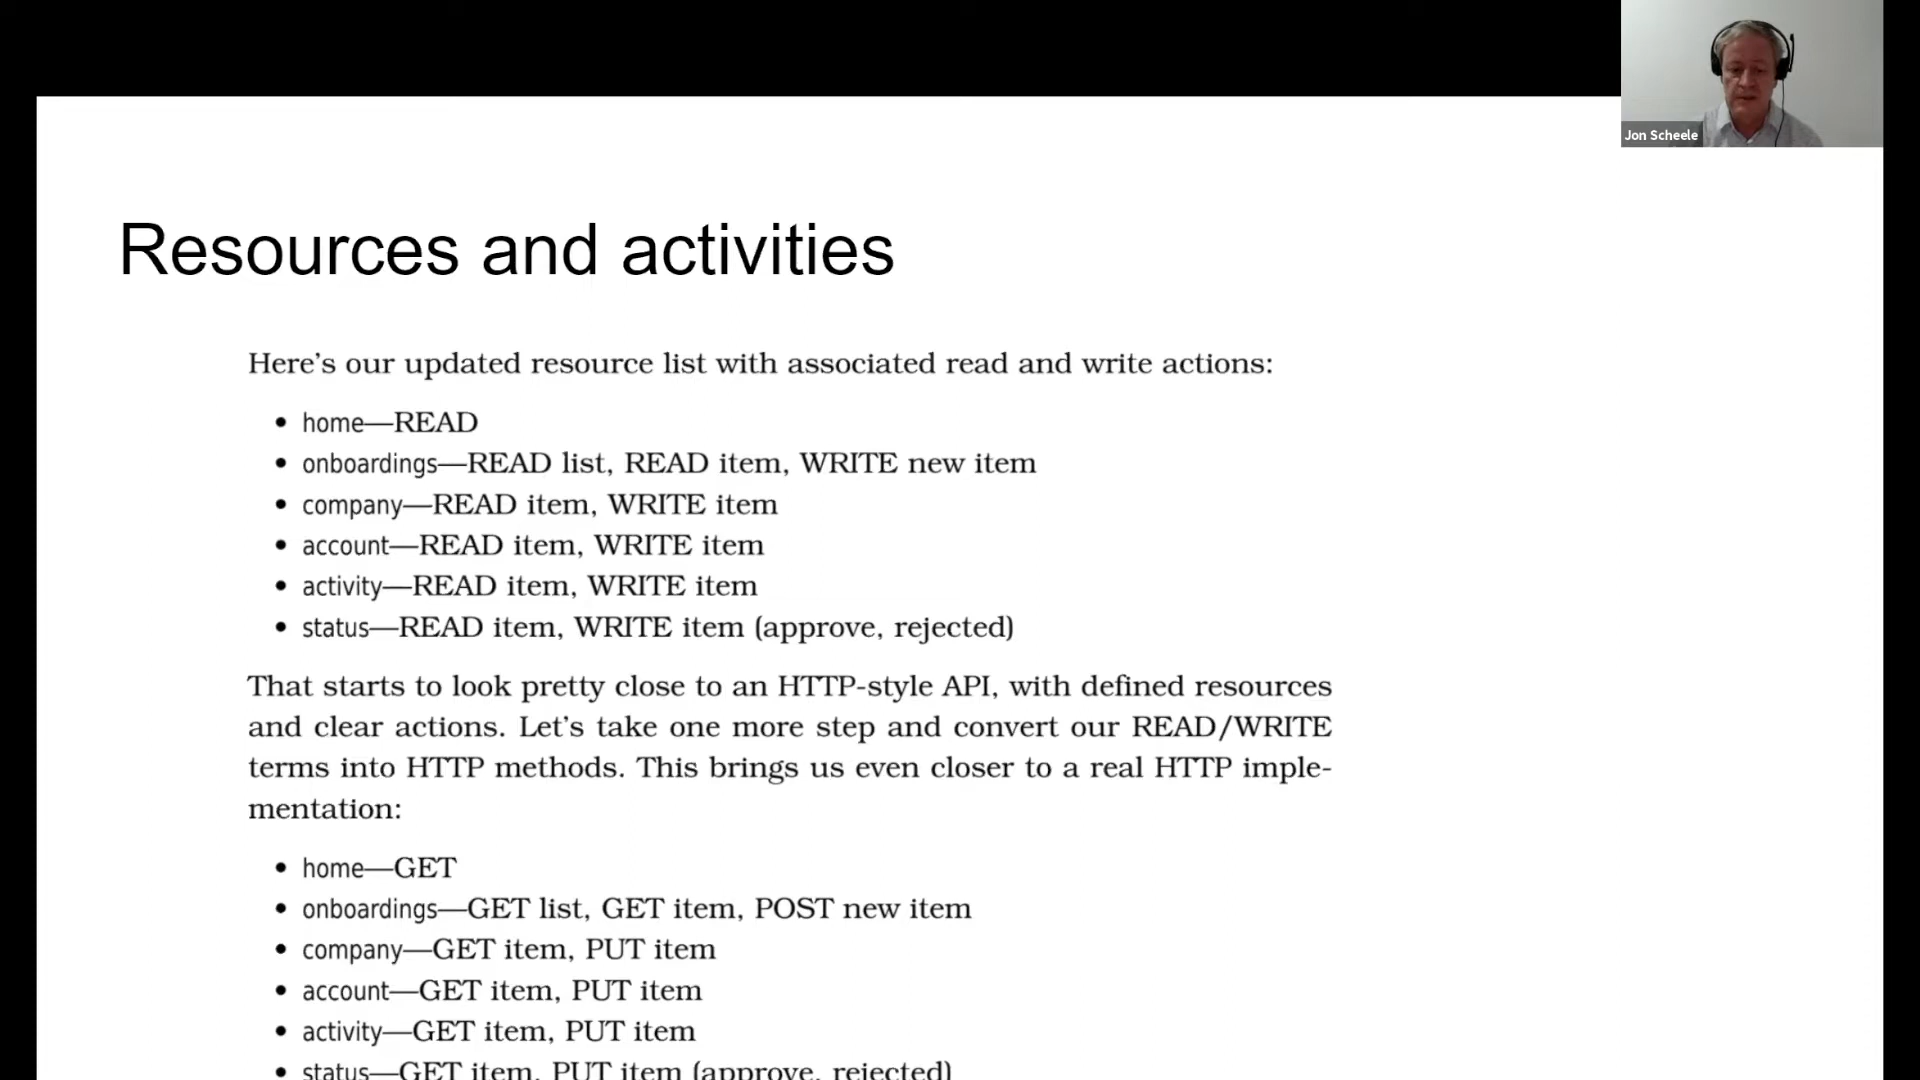 Jon Scheele
Resources and activities
Here’s our updated resource list with associated read and write actions:
• home—READ
• onboardings—READ list, READ item, WRITE new item
• company—READ item, WRITE item
• account—READ item, WRITE item
• activity—READ item, WRITE item
• status—READ item, WRITE item (approve, rejected)
That starts to look pretty close to an HTTP-style API, with defined resources
and clear actions. Let’s take one more step and convert our READ/WRITE
terms into HTTP methods. This brings us even closer to a real HTTP imple-
mentation:
• home—GET
• onboardings—GET list, GET item, POST new item
• company—GET item, PUT item
• account—GET item, PUT item
• activity—GET item, PUT item
• status—GET item, PUT item (approve, rejected)